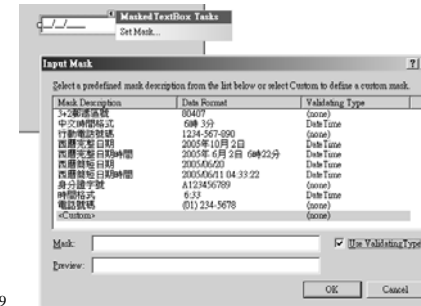 _/_/___
MaskedTextBox Tasks
Set Mask...
Input Mask
Select a predefined mask description from the list below or select Custom to define a custom mask.
Mask Description Data Format Validating Type
3+2郵遞區號 80407 (none)
中文時間格式 6時 3分 DateTime
行動電話號碼 1234-567-890 (none)
西曆完整日期 2005年10月 2日 DateTime
西曆完整日期時間 2005年 6月 2日 6時22分 DateTime
西曆簡短日期 2005/06/20 DateTime
西曆簡短日期時間 2005/06/11 04:33:22 DateTime
身分證字號 A123456789 (none)
時間格式 6:33 DateTime
電話號碼 (01) 234-5678 (none)
<Custom> (none)
Mask:
Use ValidatingType
Preview:
OK Cancel
9